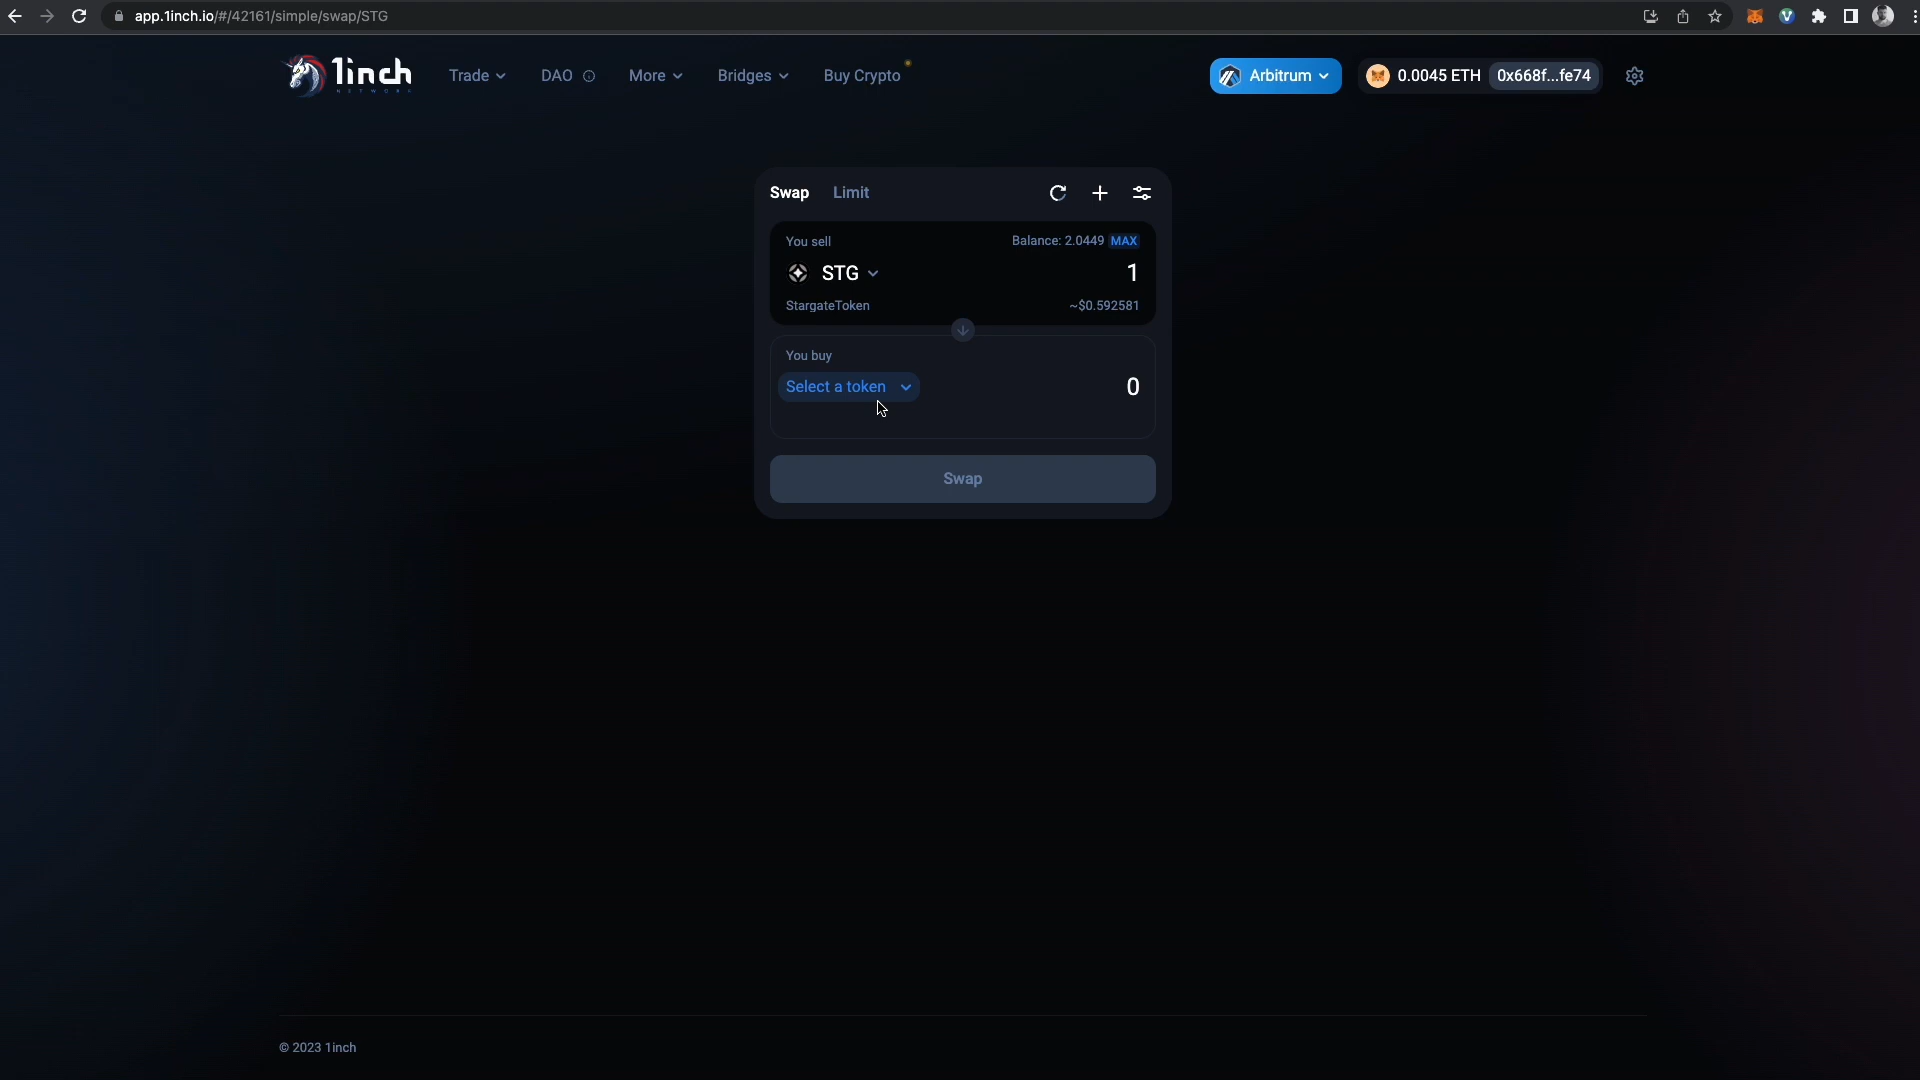 app.1inch.io/#/42161/simple/swap/STG
1inch
NETWORK
Trade
DAO
More
Bridges
Buy Crypto
Arbitrum
0.0045 ETH
0x668f...fe74
Swap
Limit
You sell
Balance: 2.0449 MAX
STG
1
StargateToken
~$0.592581
You buy
Select a token
0
Swap
© 2023 1inch